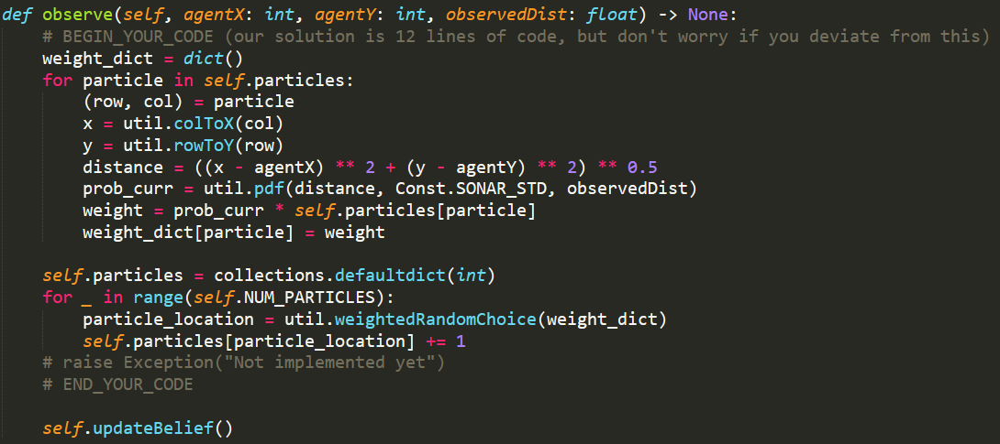 def observe(self, agentX: int, agentY: int, observedDist: float) -> None:
    # BEGIN_YOUR_CODE (our solution is 12 lines of code, but don't worry if you deviate from this)
    weight_dict = dict()
    for particle in self.particles:
        (row, col) = particle
        x = util.colToX(col)
        y = util.rowToY(row)
        distance = ((x - agentX) ** 2 + (y - agentY) ** 2) ** 0.5
        prob_curr = util.pdf(distance, Const.SONAR_STD, observedDist)
        weight = prob_curr * self.particles[particle]
        weight_dict[particle] = weight

    self.particles = collections.defaultdict(int)
    for _ in range(self.NUM_PARTICLES):
        particle_location = util.weightedRandomChoice(weight_dict)
        self.particles[particle_location] += 1
    # raise Exception("Not implemented yet")
    # END_YOUR_CODE

    self.updateBelief()